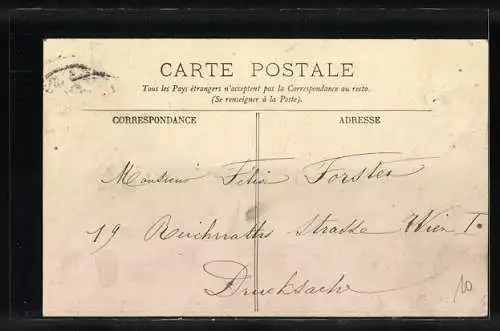 CARTE POSTALE
Tous les Pays étrangers n'acceptent pas la Correspondance au recto.
(Se renseigner à la Poste).
CORRESPONDANCE ADRESSE
Monsieur Felix Forster
19 Reichsraths Strasse Wien I.
Drucksache
10